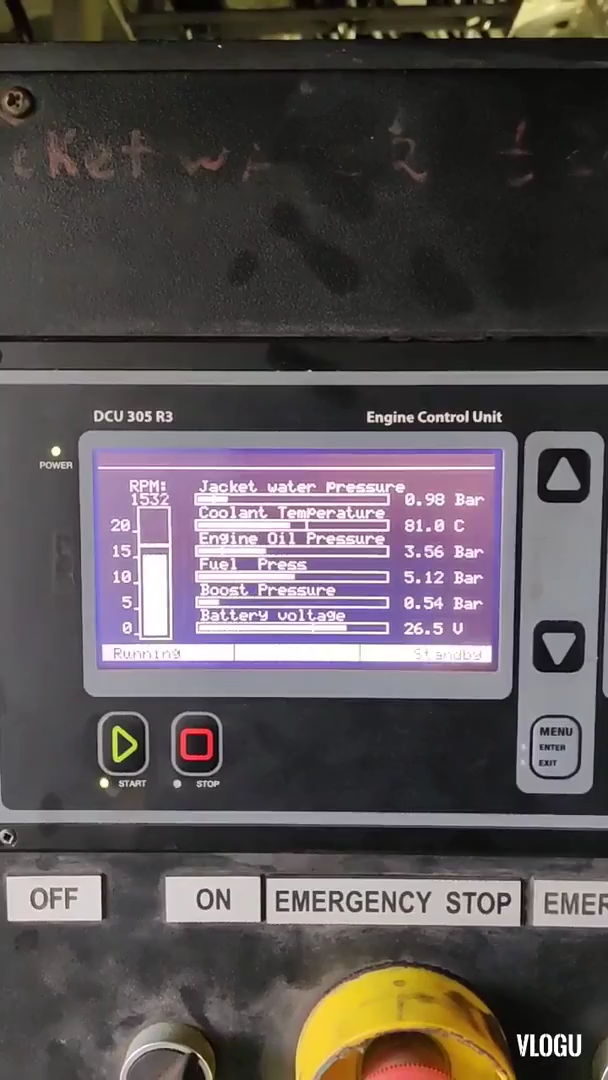 DCU 305 R3 Engine Control Unit
POWER
RPM:
1532
20
15
10
5
0
Jacket water Pressure
0.98 Bar
Coolant Temperature
81.0 C
Engine Oil Pressure
3.56 Bar
Fuel Press
5.12 Bar
Boost Pressure
0.54 Bar
Battery voltage
26.5 V
Running Standby
START STOP
MENU
ENTER
EXIT
OFF ON EMERGENCY STOP EMER
VLOGU